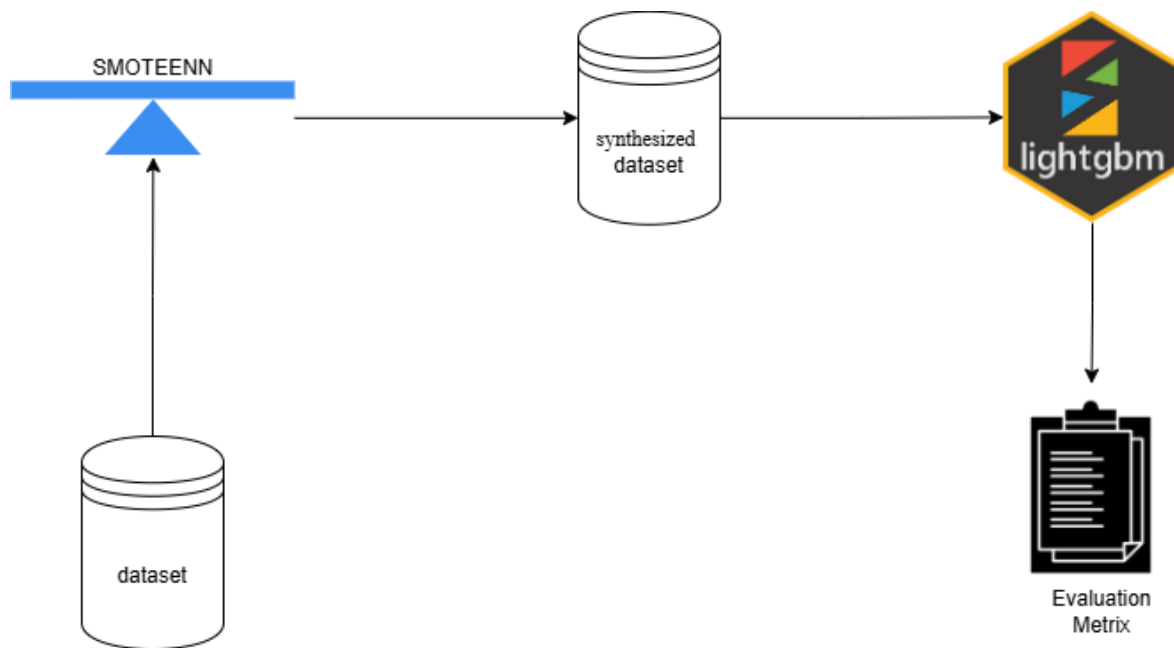 SMOTEENN
synthesized
dataset
lightgbm
dataset
Evaluation
Metrix